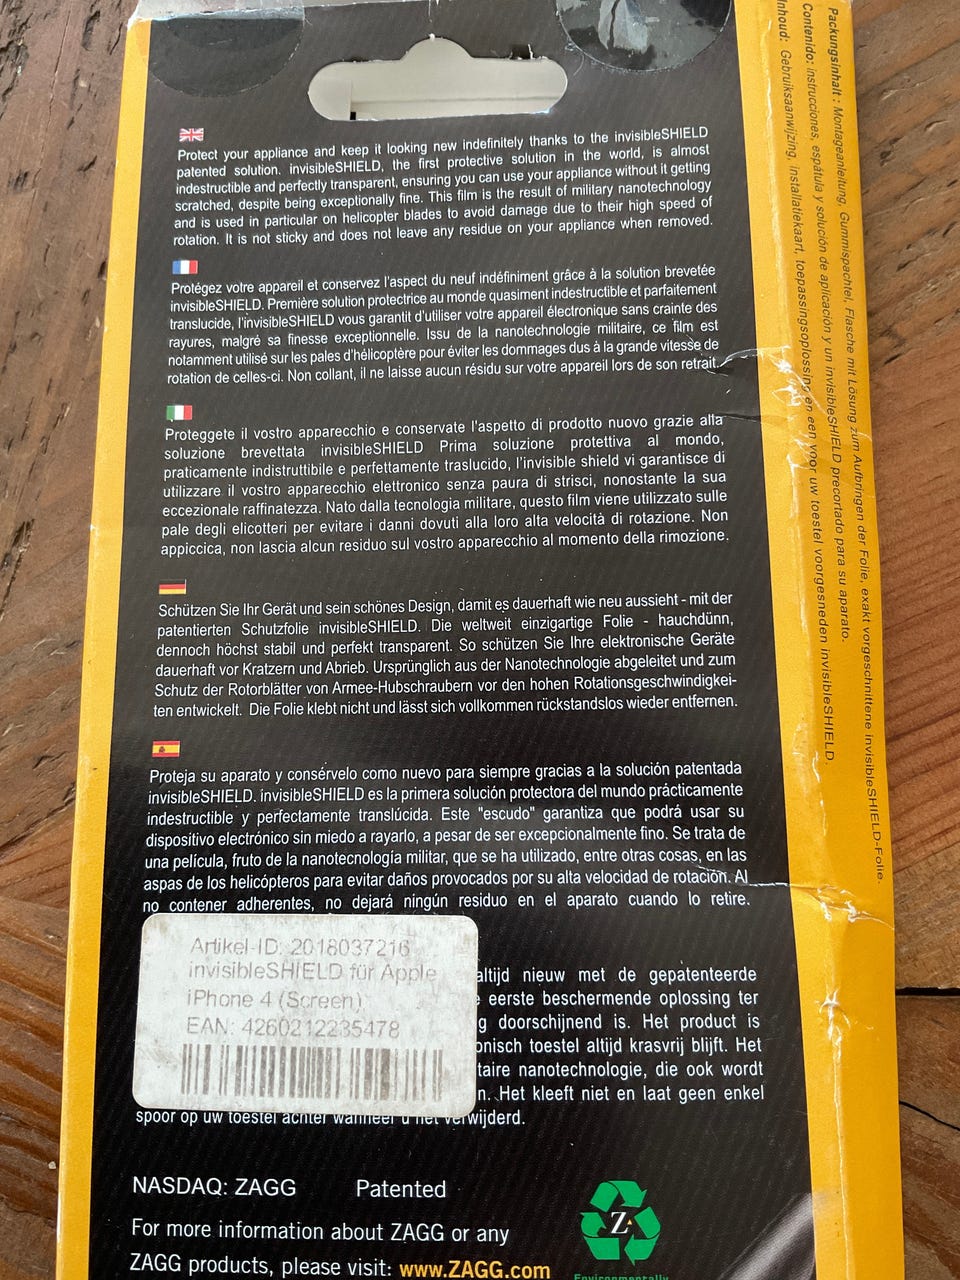 Protect your appliance and keep it looking new indefinitely thanks to the invisibleSHIELD
patented solution. invisibleSHIELD, the first protective solution in the world, is almost
indestructible and perfectly transparent, ensuring you can use your appliance without it getting
scratched, despite being exceptionally fine. This film is the result of military nanotechnology
and is used in particular on helicopter blades to avoid damage due to their high speed of
rotation. It is not sticky and does not leave any residue on your appliance when removed.
Protégez votre appareil et conservez l'aspect du neuf indéfiniment grâce à la solution brevetée
invisibleSHIELD. Première solution protectrice au monde quasiment indestructible et parfaitement
translucide, l'invisibleSHIELD vous garantit d'utiliser votre appareil électronique sans crainte des
rayures, malgré sa finesse exceptionnelle. Issu de la nanotechnologie militaire, ce film est
notamment utilisé sur les pales d'hélicoptère pour éviter les dommages dus à la grande vitesse de
rotation de celles-ci. Non collant, il ne laisse aucun résidu sur votre appareil lors de son retrait.
Proteggete il vostro apparecchio e conservate l'aspetto di prodotto nuovo grazie alla
soluzione brevettata invisibleSHIELD Prima soluzione protettiva al mondo,
praticamente indistruttibile e perfettamente traslucido, l'invisible shield vi garantisce di
utilizzare il vostro apparecchio elettronico senza paura di strisci, nonostante la sua
eccezionale raffinatezza. Nato dalla tecnologia militare, questo film viene utilizzato sulle
pale degli elicotteri per evitare i danni dovuti alla loro alta velocità di rotazione. Non
appiccica, non lascia alcun residuo sul vostro apparecchio al momento della rimozione.
Schützen Sie Ihr Gerät und sein schönes Design, damit es dauerhaft wie neu aussieht - mit der
patentierten Schutzfolie invisibleSHIELD. Die weltweit einzigartige Folie - hauchdünn,
dennoch höchst stabil und perfekt transparent. So schützen Sie Ihre elektronische Geräte
dauerhaft vor Kratzern und Abrieb. Ursprünglich aus der Nanotechnologie abgeleitet und zum
Schutz der Rotorblätter von Armee-Hubschraubern vor den hohen Rotationsgeschwindigkei-
ten entwickelt. Die Folie klebt nicht und lässt sich vollkommen rückstandslos wieder entfernen.
Proteja su aparato y consérvelo como nuevo para siempre gracias a la solución patentada
invisibleSHIELD. invisibleSHIELD es la primera solución protectora del mundo prácticamente
indestructible y perfectamente translúcida. Este "escudo" garantiza que podrá usar su
dispositivo electrónico sin miedo a rayarlo, a pesar de ser excepcionalmente fino. Se trata de
una película, fruto de la nanotecnología militar, que se ha utilizado, entre otras cosas, en las
aspas de los helicópteros para evitar daños provocados por su alta velocidad de rotación. Al
no contener adherentes, no dejará ningún residuo en el aparato cuando lo retire.
Artikel-ID: 2018037216
invisibleSHIELD für Apple
iPhone 4 (Screen)
EAN: 4260212235478
altijd nieuw met de gepatenteerde
eerste beschermende oplossing ter
g doorschijnend is. Het product is
onisch toestel altijd krasvrij blijft. Het
taire nanotechnologie, die ook wordt
n. Het kleeft niet en laat geen enkel
spoor op uw toestel achter wanneer u het verwijderd.
NASDAQ: ZAGG Patented
For more information about ZAGG or any
ZAGG products, please visit: www.ZAGG.com
Z
Environmentally
Packungsinhalt : Montageanleitung, Gummispachtel, Flasche mit Lösung zum Aufbringen der Folie, exakt vorgeschnittene invisibleSHIELD-Folie.
Contenido: instrucciones, espátula y solución de aplicación y un invisibleSHIELD precortado para su aparato.
Inhoud: Gebruiksaanwijzing, installatiekaart, toepassingsoplossing en een voor uw toestel voorgesneden invisibleSHIELD.